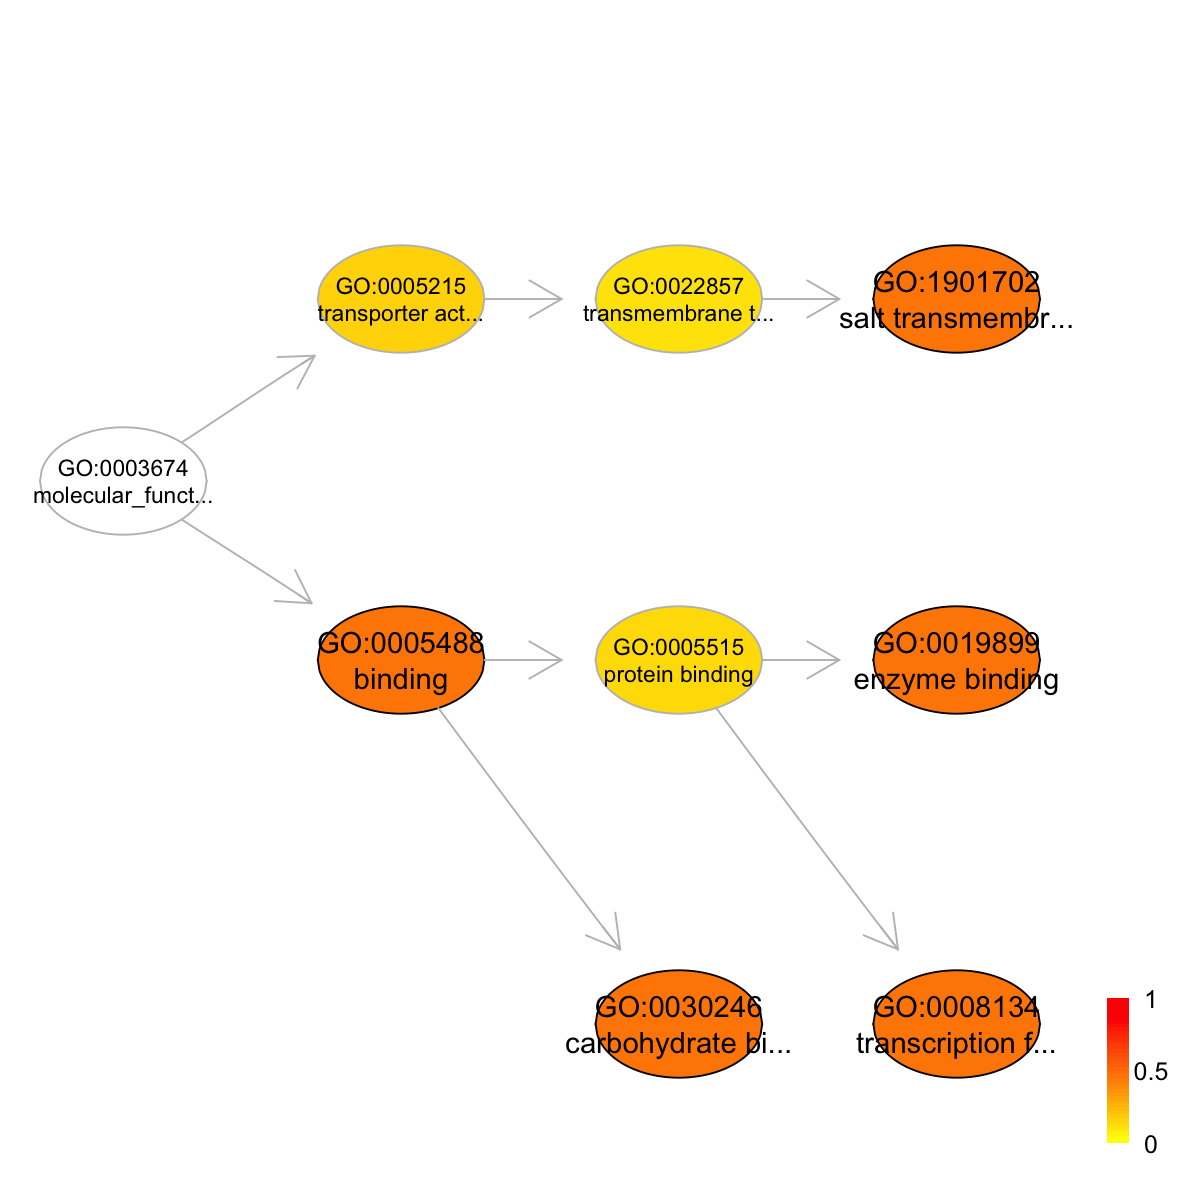 GO:0005215
transporter act...
GO:0022857
transmembrane t...
GO:1901702
salt transmembr...
GO:0003674
molecular_funct...
GO:0005488
binding
GO:0005515
protein binding
GO:0019899
enzyme binding
GO:0030246
carbohydrate bi...
GO:0008134
transcription f...
1
0.5
0